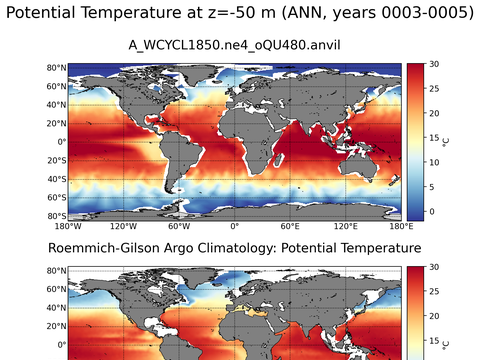 Potential Temperature at z=-50 m (ANN, years 0003-0005)
A_WCYCL1850.ne4_oQU480.anvil
80°N
60°N
40°N
20°N
0°
20°S
40°S
60°S
80°S
180°W 120°W 60°W 0° 60°E 120°E 180°E
30
25
20
15
10
5
0
°C
Roemmich-Gilson Argo Climatology: Potential Temperature
80°N
60°N
40°N
20°N
0°
30
25
20
15
°C